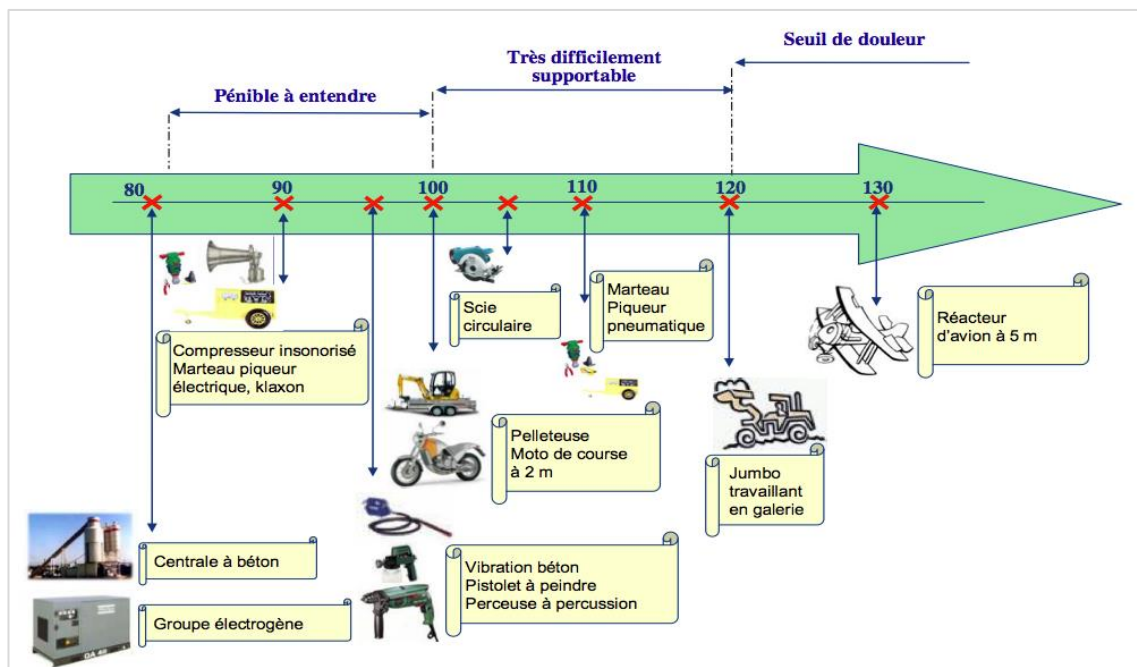 Seuil de douleur
Très difficilement
supportable
Pénible à entendre
80
90
100
110
120
130
Compresseur insonorisé
Marteau piqueur
électrique, klaxon
Scie
circulaire
Marteau
Piqueur
pneumatique
Réacteur
d'avion à 5 m
Pelleteuse
Moto de course
à 2 m
Jumbo
travaillant
en galerie
Centrale à béton
Vibration béton
Pistolet à peindre
Perceuse à percussion
Groupe électrogène